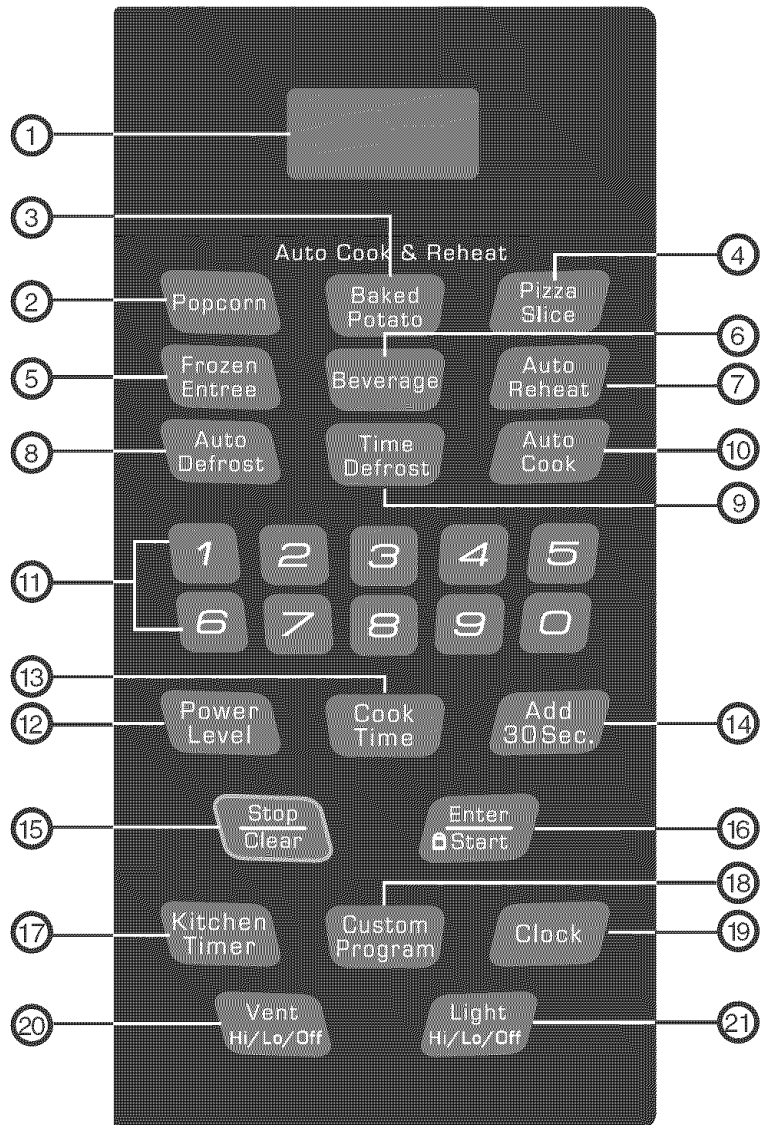 1
3
Auto Cook & Reheat
4
2
Popcorn
Baked
Potato
Pizza
Slice
6
5
Frozen
Entree
Beverage
Auto
Reheat
7
8
Auto
Defrost
Time
Defrost
Auto
Cook
10
9
11
1 2 3 4 5
6 7 8 9 0
13
12
Power
Level
Cook
Time
Add
30Sec.
14
15
Stop
Clear
Enter
Start
16
18
17
Kitchen
Timer
Custom
Program
Clock
19
20
Vent
Hi/Lo/Off
Light
Hi/Lo/Off
21